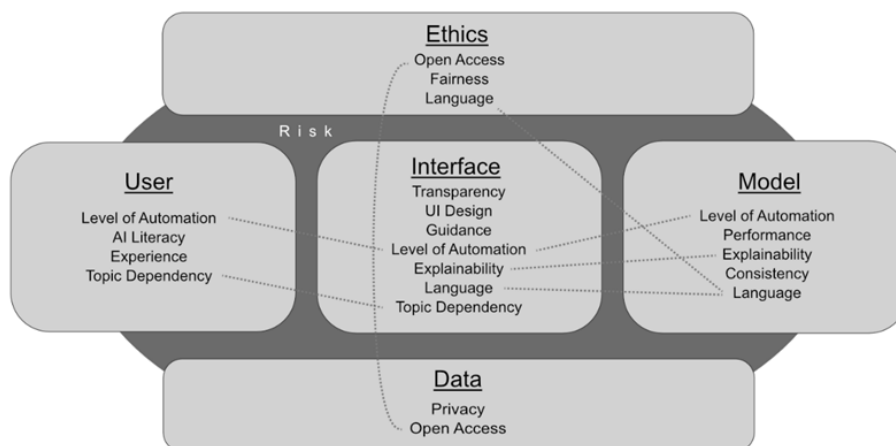 Ethics
Open Access
Fairness
Language
Risk
User
Level of Automation
AI Literacy
Experience
Topic Dependency
Interface
Transparency
UI Design
Guidance
Level of Automation
Explainability
Language
Topic Dependency
Model
Level of Automation
Performance
Explainability
Consistency
Language
Data
Privacy
Open Access